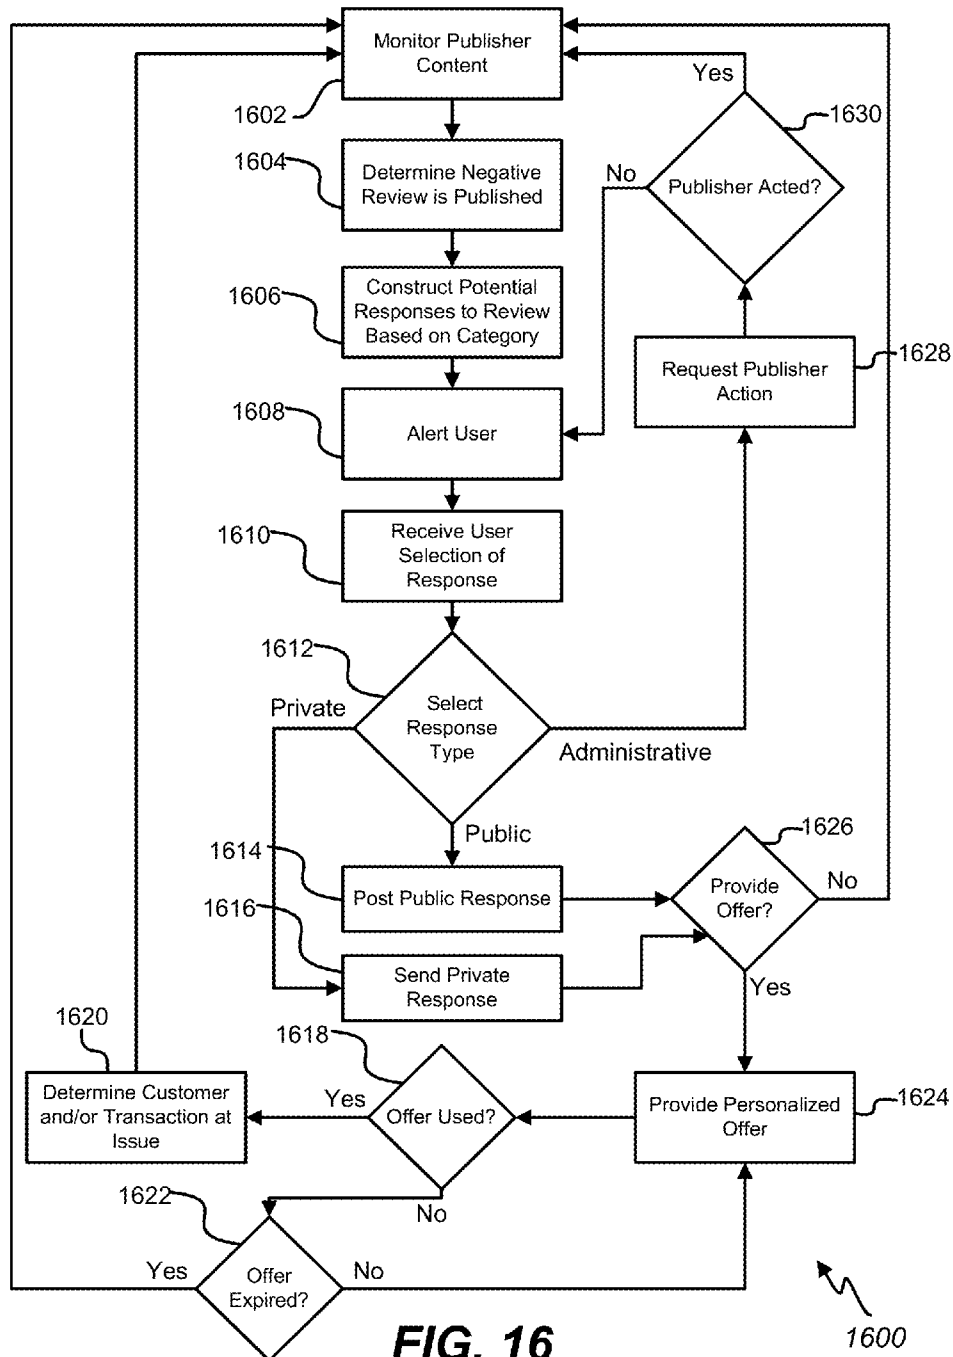 Monitor Publisher
Content
Yes
1602
1630
1604
Determine Negative
Review is Published
No
Publisher Acted?
1606
Construct Potential
Responses to Review
Based on Category
1628
Request Publisher
Action
1608
Alert User
1610
Receive User
Selection of
Response
1612
Private
Select
Response
Type
Administrative
Public
1626
1614
Post Public Response
Provide
Offer?
No
1616
Send Private
Response
Yes
1620
1618
Determine Customer
and/or Transaction at
Issue
Yes
Offer Used?
Provide Personalized
Offer
1624
1622
No
Yes
Offer
Expired?
No
FIG. 16
1600